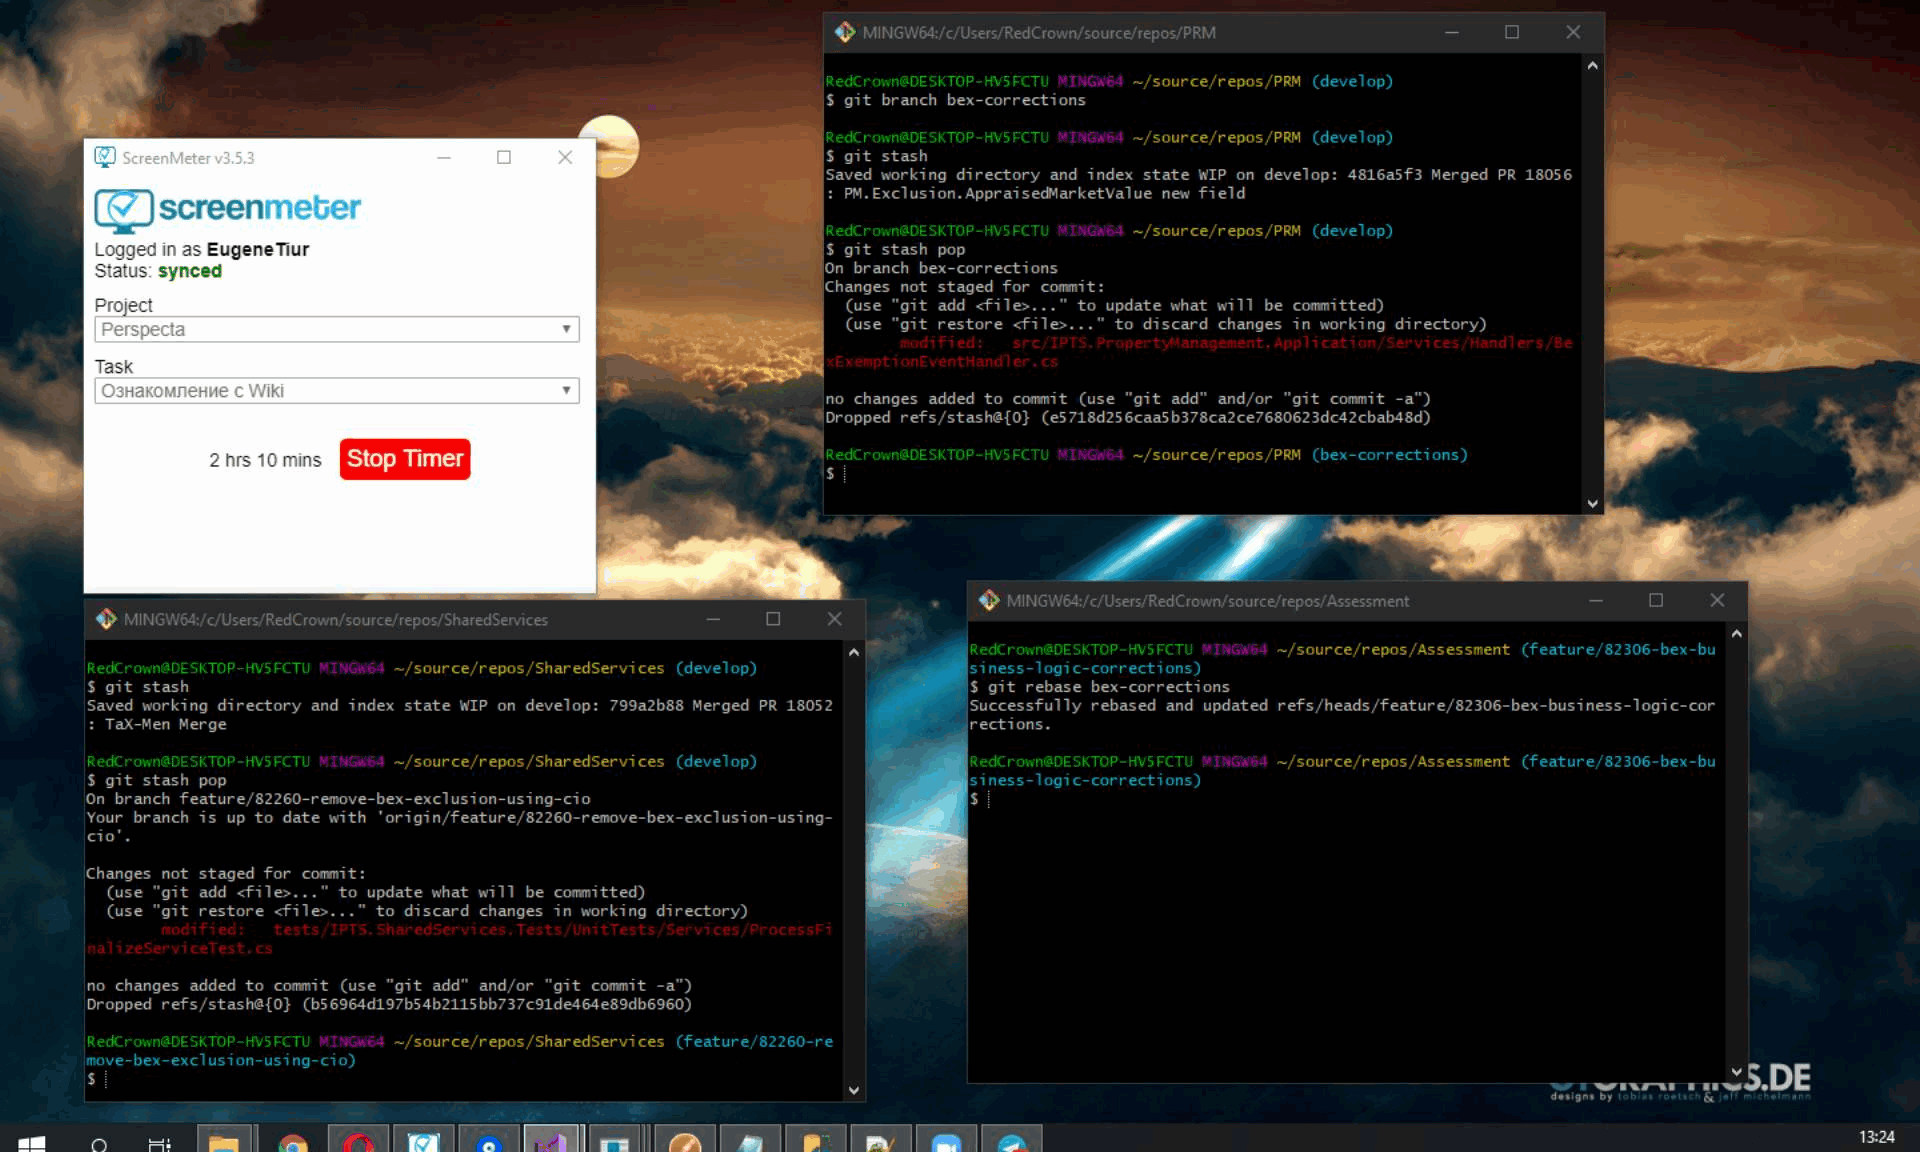 ScreenMeter v3.5.3
screenmeter
Logged in as EugeneTiur
Status: synced
Project
Perspecta
Task
Ознакомление с Wiki
2 hrs 10 mins Stop Timer
MINGW64:/c/Users/RedCrown/source/repos/PRM
RedCrown@DESKTOP-HV5FCTU MINGW64 ~/source/repos/PRM (develop)
$ git branch bex-corrections
RedCrown@DESKTOP-HV5FCTU MINGW64 ~/source/repos/PRM (develop)
$ git stash
Saved working directory and index state WIP on develop: 4816a5f3 Merged PR 18056
: PM.Exclusion.AppraisedMarketValue new field
RedCrown@DESKTOP-HV5FCTU MINGW64 ~/source/repos/PRM (develop)
$ git stash pop
On branch bex-corrections
Changes not staged for commit:
(use "git add <file>..." to update what will be committed)
(use "git restore <file>..." to discard changes in working directory)
modified: src/IPTS.PropertyManagement.Application/Services/Handlers/Be
xExemptionEventHandler.cs
no changes added to commit (use "git add" and/or "git commit -a")
Dropped refs/stash@{0} (e5718d256caa5b378ca2ce7680623dc42cbab48d)
RedCrown@DESKTOP-HV5FCTU MINGW64 ~/source/repos/PRM (bex-corrections)
$
MINGW64:/c/Users/RedCrown/source/repos/SharedServices
RedCrown@DESKTOP-HV5FCTU MINGW64 ~/source/repos/SharedServices (develop)
$ git stash
Saved working directory and index state WIP on develop: 799a2b88 Merged PR 18052
: TaX-Men Merge
RedCrown@DESKTOP-HV5FCTU MINGW64 ~/source/repos/SharedServices (develop)
$ git stash pop
On branch feature/82260-remove-bex-exclusion-using-cio
Your branch is up to date with 'origin/feature/82260-remove-bex-exclusion-using-
cio'.
Changes not staged for commit:
(use "git add <file>..." to update what will be committed)
(use "git restore <file>..." to discard changes in working directory)
modified: tests/IPTS.SharedServices.Tests/UnitTests/Services/ProcessFi
nalizeServiceTest.cs
no changes added to commit (use "git add" and/or "git commit -a")
Dropped refs/stash@{0} (b56964d197b54b2115bb737c91de464e89db6960)
RedCrown@DESKTOP-HV5FCTU MINGW64 ~/source/repos/SharedServices (feature/82260-re
move-bex-exclusion-using-cio)
$
MINGW64:/c/Users/RedCrown/source/repos/Assessment
RedCrown@DESKTOP-HV5FCTU MINGW64 ~/source/repos/Assessment (feature/82306-bex-bu
siness-logic-corrections)
$ git rebase bex-corrections
Successfully rebased and updated refs/heads/feature/82306-bex-business-logic-cor
rections.
RedCrown@DESKTOP-HV5FCTU MINGW64 ~/source/repos/Assessment (feature/82306-bex-bu
siness-logic-corrections)
$
designs by tobias roetsch & jeff michelmann
13:24